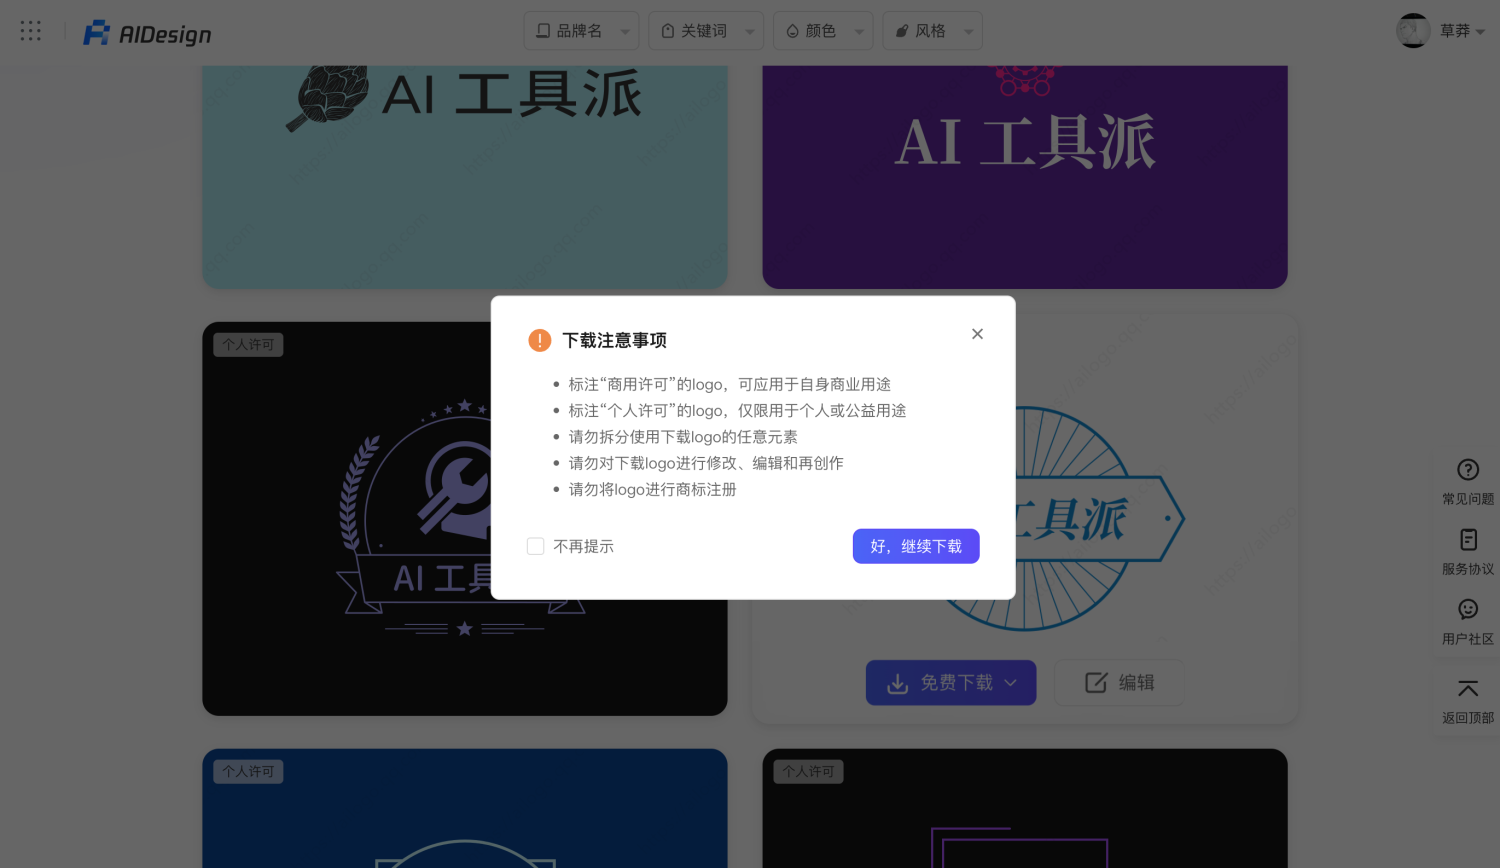 AIDesign
品牌名
关键词
颜色
风格
草莽
AI 工具派
AI 工具派
个人许可
AI 工具
工具派
下载注意事项
标注“商用许可”的logo，可应用于自身商业用途
标注“个人许可”的logo，仅限用于个人或公益用途
请勿拆分使用下载logo的任意元素
请勿对下载logo进行修改、编辑和再创作
请勿将logo进行商标注册
不再提示
好，继续下载
常见问题
服务协议
用户社区
返回顶部
免费下载
编辑
个人许可
个人许可